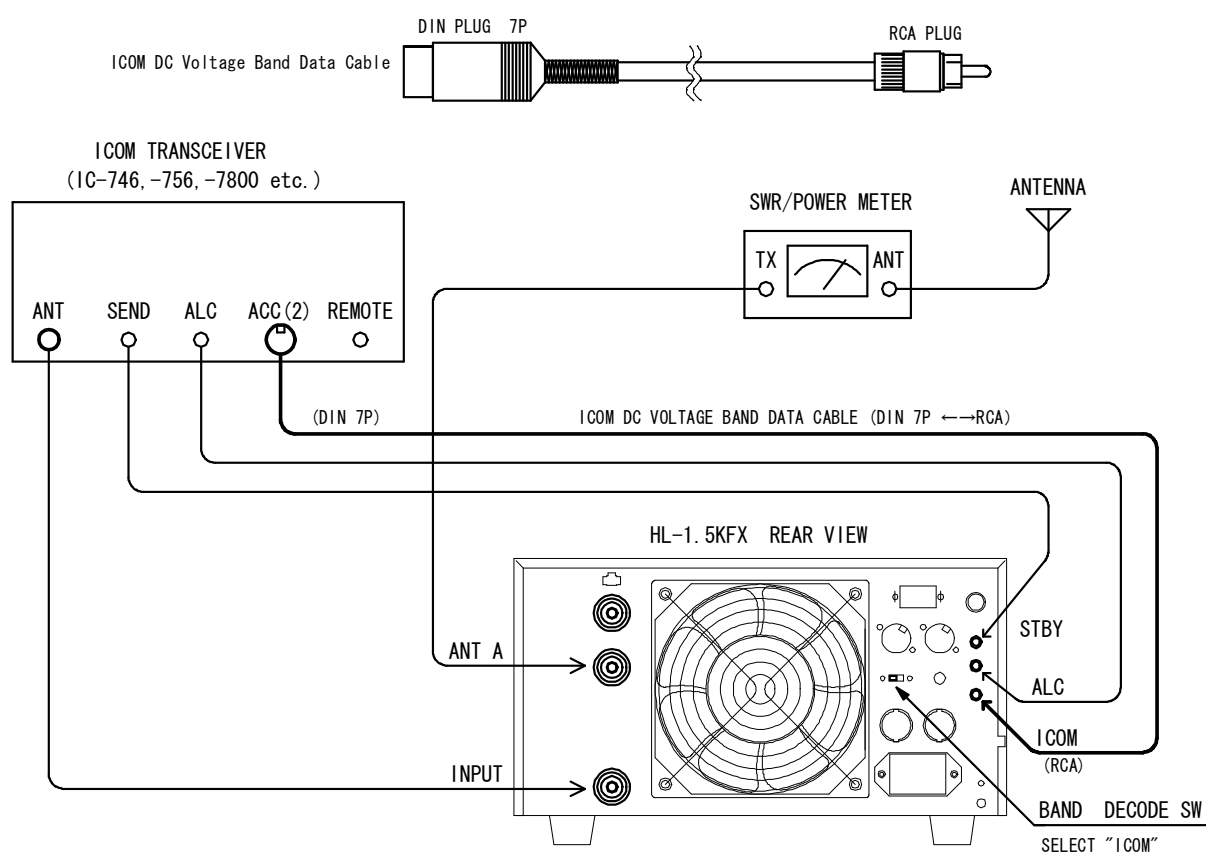 DIN PLUG 7P
RCA PLUG
ICOM DC Voltage Band Data Cable
ICOM TRANSCEIVER
(IC-746,-756,-7800 etc.)
SWR/POWER METER
ANTENNA
TX
ANT
ANT
SEND
ALC
ACC(2)
REMOTE
(DIN 7P)
ICOM DC VOLTAGE BAND DATA CABLE (DIN 7P ←→RCA)
HL-1.5KFX REAR VIEW
STBY
ANT A
ALC
ICOM
(RCA)
INPUT
BAND DECODE SW
SELECT "ICOM"